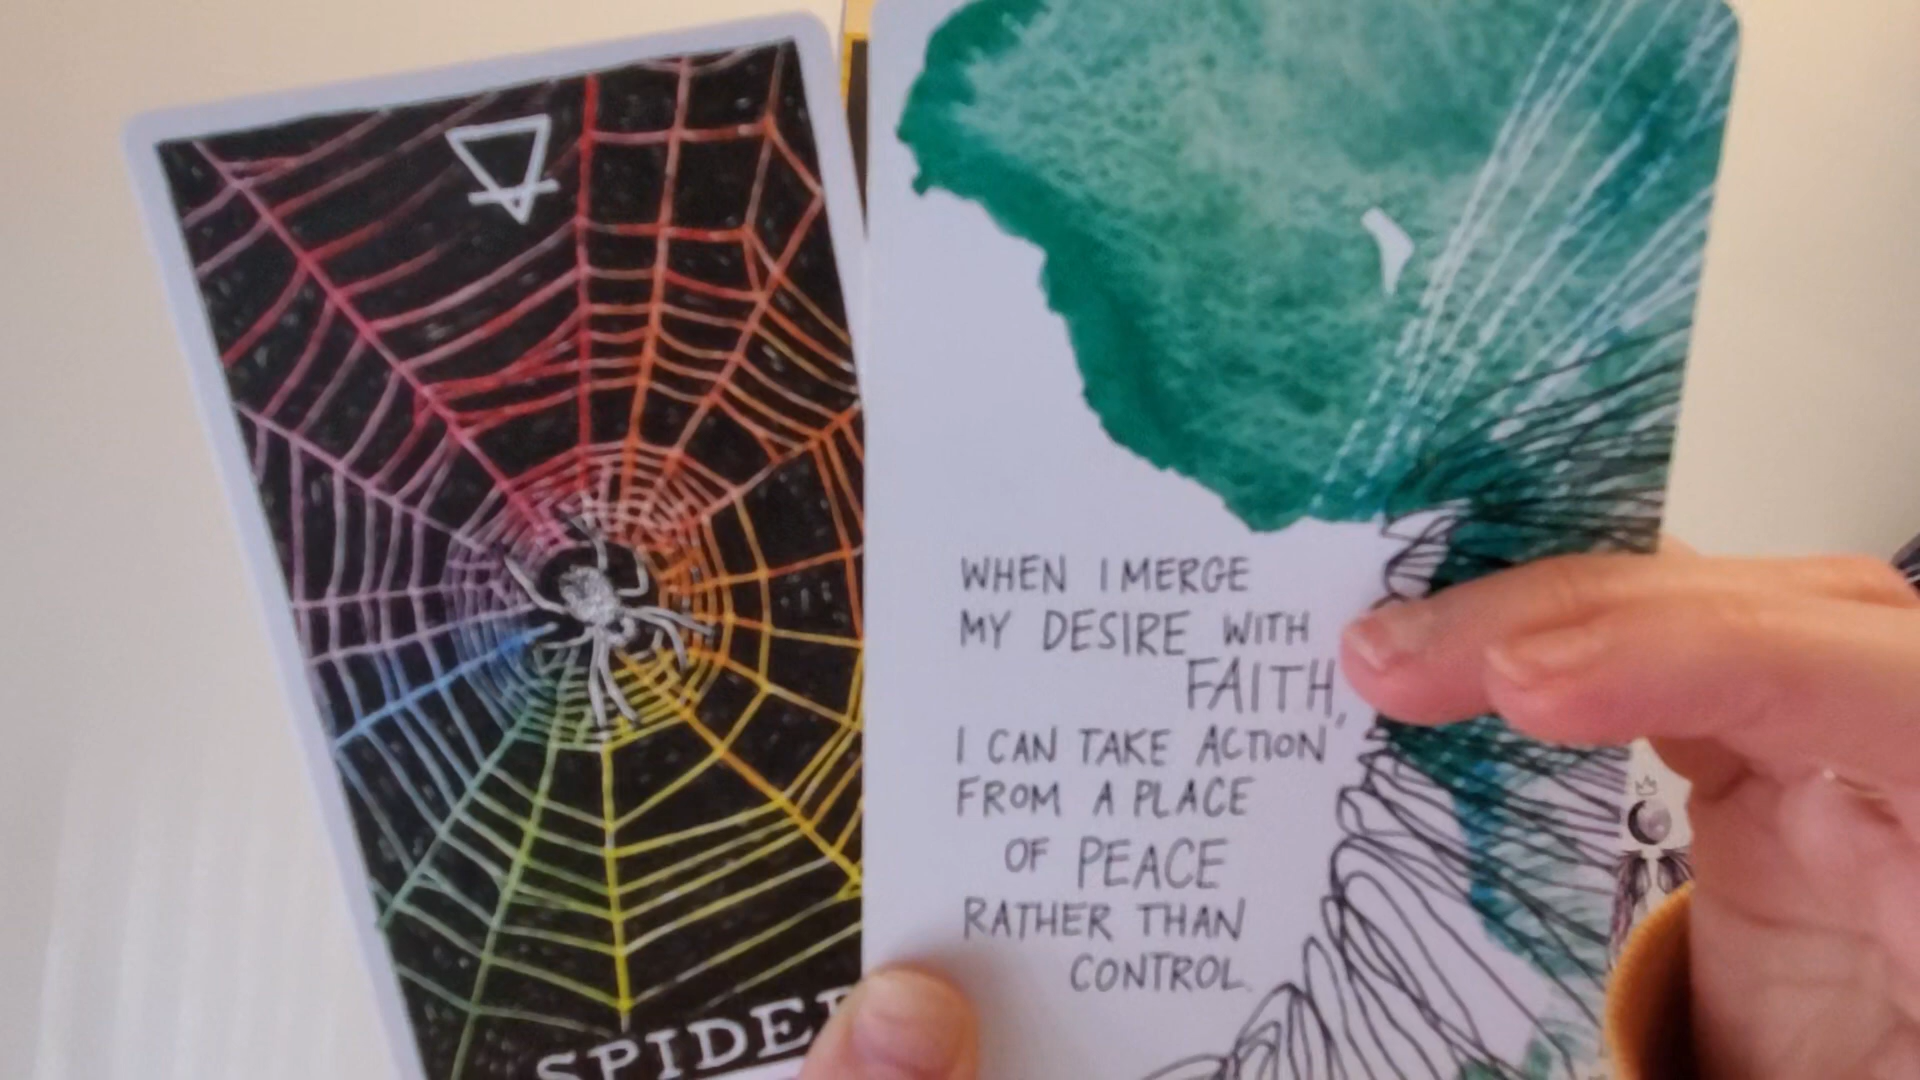 SPIDER
WHEN I MERGE
MY DESIRE WITH
FAITH,
I CAN TAKE ACTION
FROM A PLACE
OF PEACE
RATHER THAN
CONTROL.